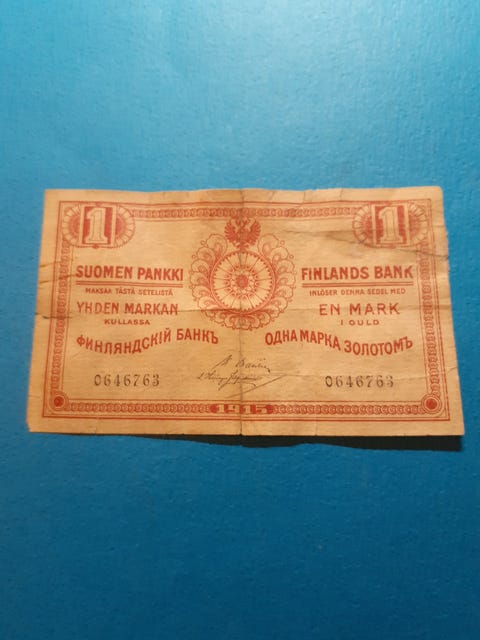 1 1
SUOMEN PANKKI FINLANDS BANK
MAKSAA TÄSTÄ SETELISTÄ INLÖSER DENNA SEDEL MED
YHDEN MARKAN EN MARK
KULLASSA I GULD
ФИНЛЯНДСКІЙ БАНКЪ ОДНА МАРКА ЗОЛОТОМЪ
0646763 0646763
1915